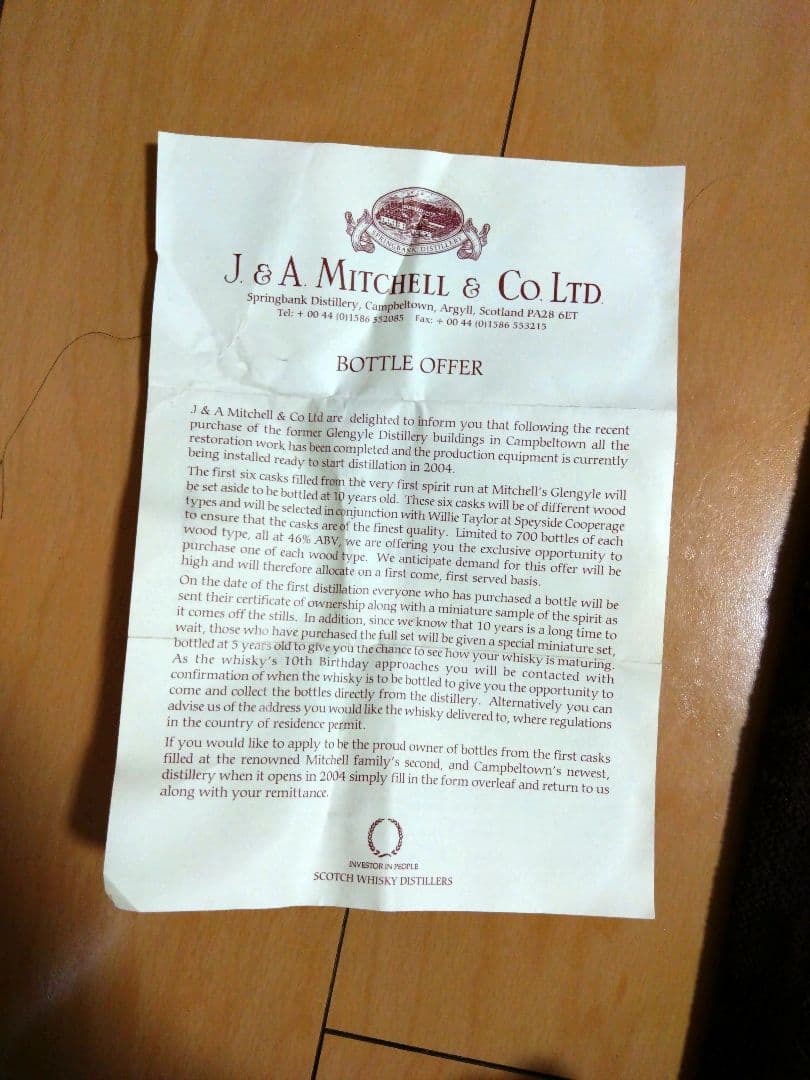 SPRINGBANK DISTILLERY
J. & A. MITCHELL & CO. LTD.
Springbank Distillery, Campbeltown, Argyll, Scotland PA28 6ET
Tel: + 00 44 (0)1586 552085 Fax: + 00 44 (0)1586 553215
BOTTLE OFFER
J & A Mitchell & Co Ltd are delighted to inform you that following the recent
purchase of the former Glengyle Distillery buildings in Campbeltown all the
restoration work has been completed and the production equipment is currently
being installed ready to start distillation in 2004.
The first six casks filled from the very first spirit run at Mitchell's Glengyle will
be set aside to be bottled at 10 years old. These six casks will be of different wood
types and will be selected in conjunction with Willie Taylor at Speyside Cooperage
to ensure that the casks are of the finest quality. Limited to 700 bottles of each
wood type, all at 46% ABV, we are offering you the exclusive opportunity to
purchase one of each wood type. We anticipate demand for this offer will be
high and will therefore allocate on a first come, first served basis.
On the date of the first distillation everyone who has purchased a bottle will be
sent their certificate of ownership along with a miniature sample of the spirit as
it comes off the stills. In addition, since we know that 10 years is a long time to
wait, those who have purchased the full set will be given a special miniature set,
bottled at 5 years old to give you the chance to see how your whisky is maturing.
As the whisky's 10th Birthday approaches you will be contacted with
confirmation of when the whisky is to be bottled to give you the opportunity to
come and collect the bottles directly from the distillery. Alternatively you can
advise us of the address you would like the whisky delivered to, where regulations
in the country of residence permit.
If you would like to apply to be the proud owner of bottles from the first casks
filled at the renowned Mitchell family's second, and Campbeltown's newest,
distillery when it opens in 2004 simply fill in the form overleaf and return to us
along with your remittance.
INVESTOR IN PEOPLE
SCOTCH WHISKY DISTILLERS